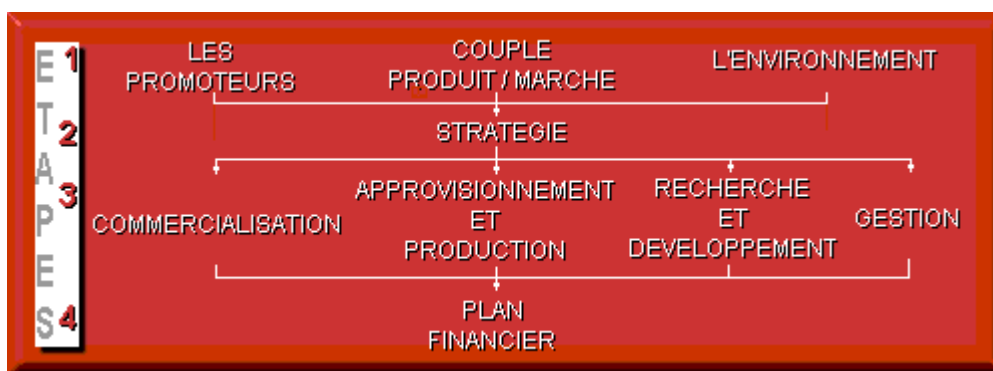 ETAPES
1
LES
PROMOTEURS
COUPLE
PRODUIT / MARCHE
L'ENVIRONNEMENT
2
STRATEGIE
3
COMMERCIALISATION
APPROVISIONNEMENT
ET
PRODUCTION
RECHERCHE
ET
DEVELOPPEMENT
GESTION
4
PLAN
FINANCIER